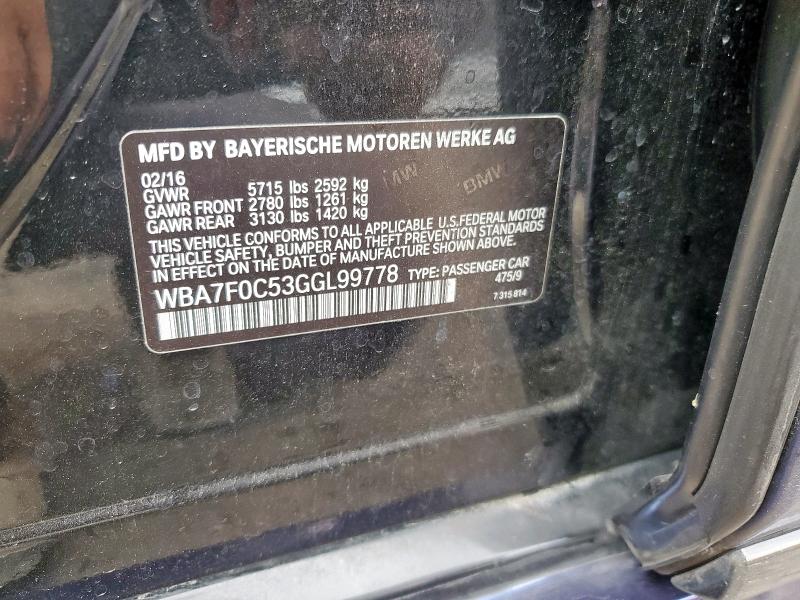 MFD BY BAYERISCHE MOTOREN WERKE AG
02/16
GVWR 5715 lbs 2592 kg
GAWR FRONT 2780 lbs 1261 kg
GAWR REAR 3130 lbs 1420 kg
BMW
THIS VEHICLE CONFORMS TO ALL APPLICABLE U.S.FEDERAL MOTOR
VEHICLE SAFETY, BUMPER AND THEFT PREVENTION STANDARDS
IN EFFECT ON DATE OF MANUFACTURE SHOWN ABOVE.
WBA7F0C53GGL99778 TYPE: PASSENGER CAR
475/9
7 315 814